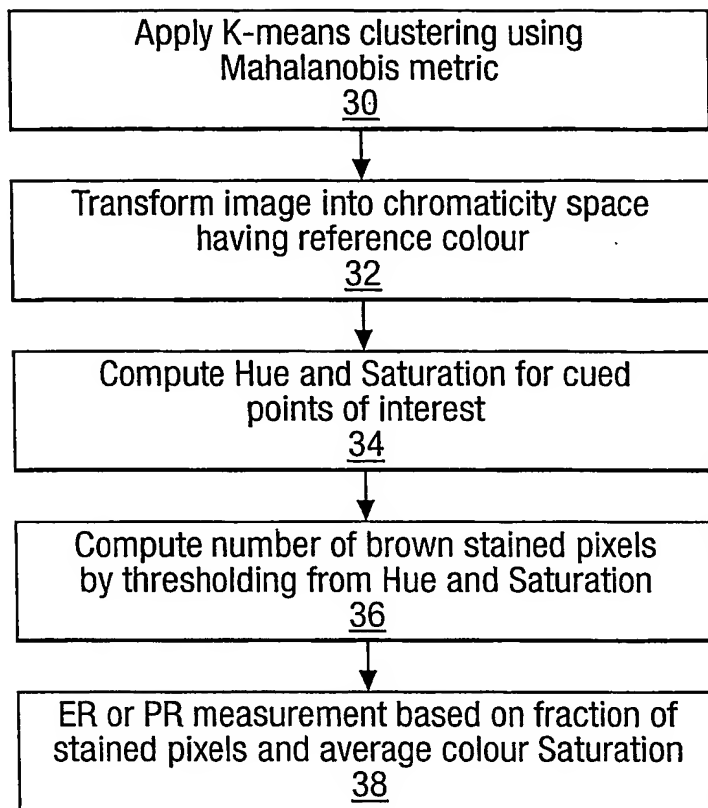 Apply K-means clustering using
Mahalanobis metric
30
Transform image into chromaticity space
having reference colour
32
Compute Hue and Saturation for cued
points of interest
34
Compute number of brown stained pixels
by thresholding from Hue and Saturation
36
ER or PR measurement based on fraction of
stained pixels and average colour Saturation
38